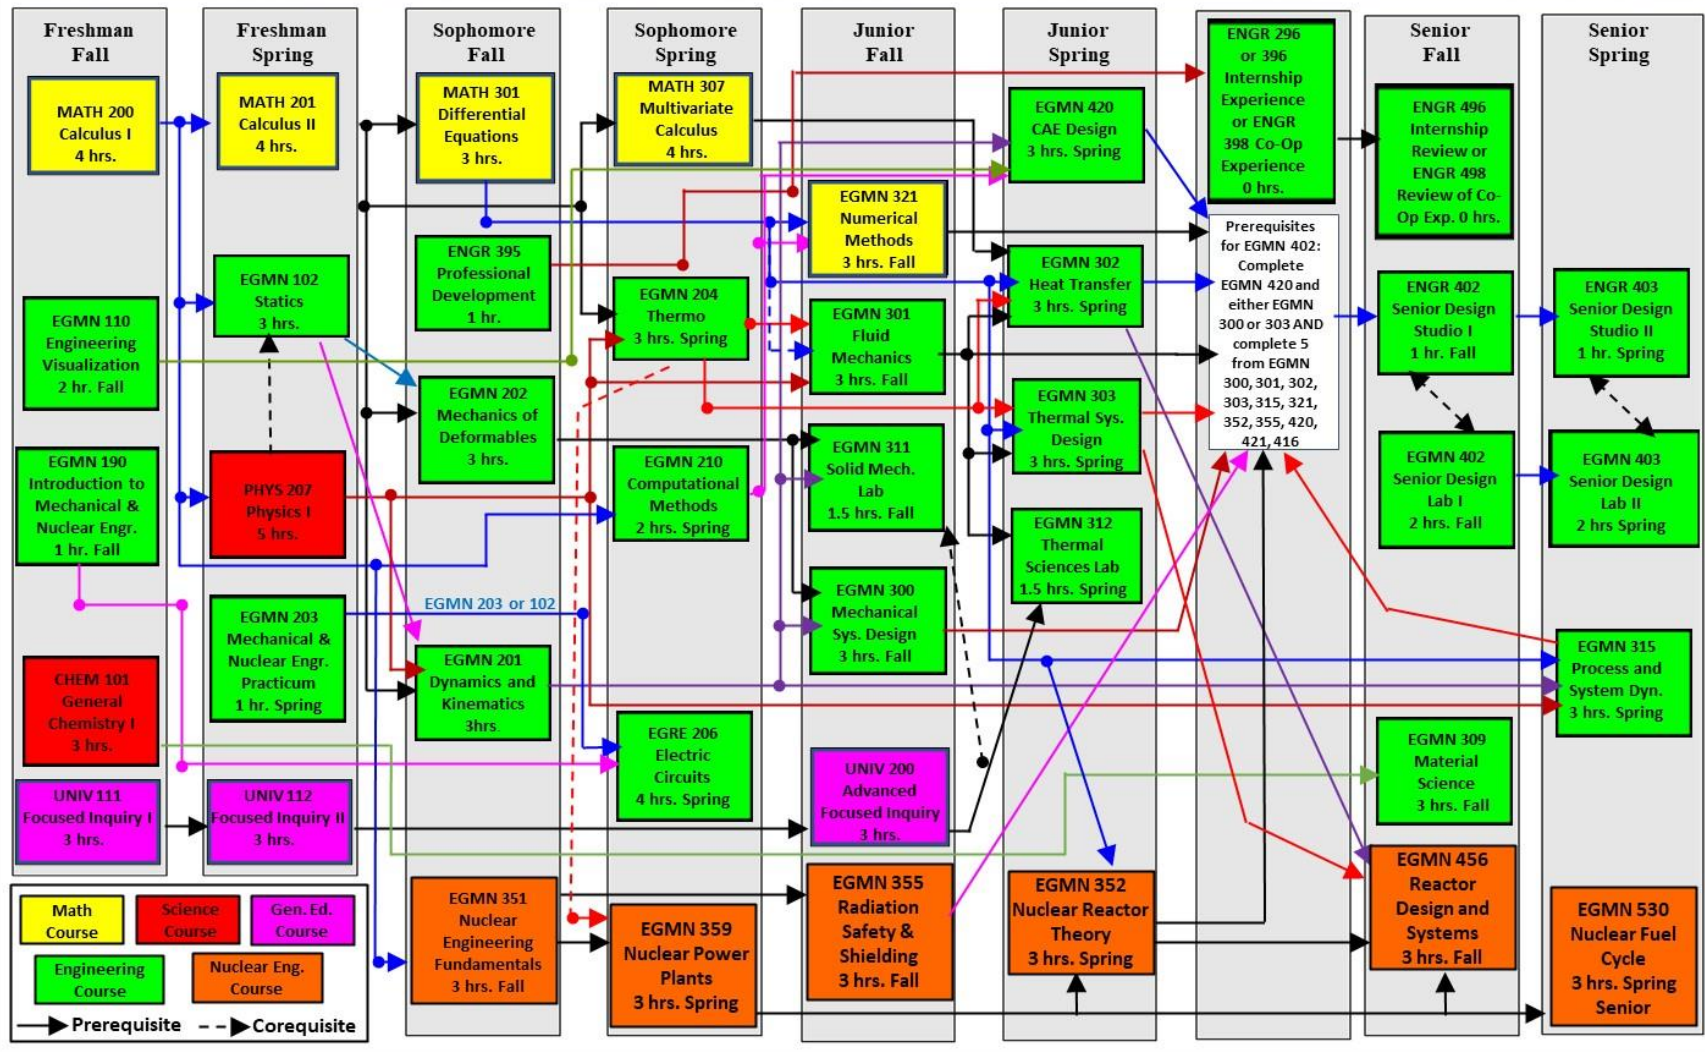 Freshman
Fall
MATH 200
Calculus I
4 hrs.
EGMN 110
Engineering
Visualization
2 hr. Fall
EGMN 190
Introduction to
Mechanical &
Nuclear Engr.
1 hr. Fall
CHEM 101
General
Chemistry I
3 hrs.
UNIV 111
Focused Inquiry I
3 hrs.
Freshman
Spring
MATH 201
Calculus II
4 hrs.
EGMN 102
Statics
3 hrs.
PHYS 207
Physics I
5 hrs.
EGMN 203
Mechanical &
Nuclear Engr.
Practicum
1 hr. Spring
UNIV 112
Focused Inquiry II
3 hrs.
Sophomore
Fall
MATH 301
Differential
Equations
3 hrs.
ENGR 395
Professional
Development
1 hr.
EGMN 202
Mechanics of
Deformables
3 hrs.
EGMN 203 or 102
EGMN 201
Dynamics and
Kinematics
3hrs.
EGMN 351
Nuclear
Engineering
Fundamentals
3 hrs. Fall
Sophomore
Spring
MATH 307
Multivariate
Calculus
4 hrs.
EGMN 204
Thermo
3 hrs. Spring
EGMN 210
Computational
Methods
2 hrs. Spring
EGRE 206
Electric
Circuits
4 hrs. Spring
EGMN 359
Nuclear Power
Plants
3 hrs. Spring
Junior
Fall
EGMN 321
Numerical
Methods
3 hrs. Fall
EGMN 301
Fluid
Mechanics
3 hrs. Fall
EGMN 311
Solid Mech.
Lab
1.5 hrs. Fall
EGMN 300
Mechanical
Sys. Design
3 hrs. Fall
UNIV 200
Advanced
Focused Inquiry
3 hrs.
EGMN 355
Radiation
Safety &
Shielding
3 hrs. Fall
Junior
Spring
EGMN 420
CAE Design
3 hrs. Spring
EGMN 302
Heat Transfer
3 hrs. Spring
EGMN 303
Thermal Sys.
Design
3 hrs. Spring
EGMN 312
Thermal
Sciences Lab
1.5 hrs. Spring
EGMN 352
Nuclear Reactor
Theory
3 hrs. Spring
ENGR 296
or 396
Internship
Experience
or ENGR
398 Co-Op
Experience
0 hrs.
Prerequisites
for EGMN 402:
Complete
EGMN 420 and
either EGMN
300 or 303 AND
complete 5
from EGMN
300, 301, 302,
303, 315, 321,
352, 355, 420,
421, 416
Senior
Fall
ENGR 496
Internship
Review or
ENGR 498
Review of Co-
Op Exp. 0 hrs.
ENGR 402
Senior Design
Studio I
1 hr. Fall
EGMN 402
Senior Design
Lab I
2 hrs. Fall
EGMN 309
Material
Science
3 hrs. Fall
EGMN 456
Reactor
Design and
Systems
3 hrs. Fall
Senior
Spring
ENGR 403
Senior Design
Studio II
1 hr. Spring
EGMN 403
Senior Design
Lab II
2 hrs Spring
EGMN 315
Process and
System Dyn.
3 hrs. Spring
EGMN 530
Nuclear Fuel
Cycle
3 hrs. Spring
Senior
Math
Course
Science
Course
Gen. Ed.
Course
Engineering
Course
Nuclear Eng.
Course
Prerequisite
Corequisite